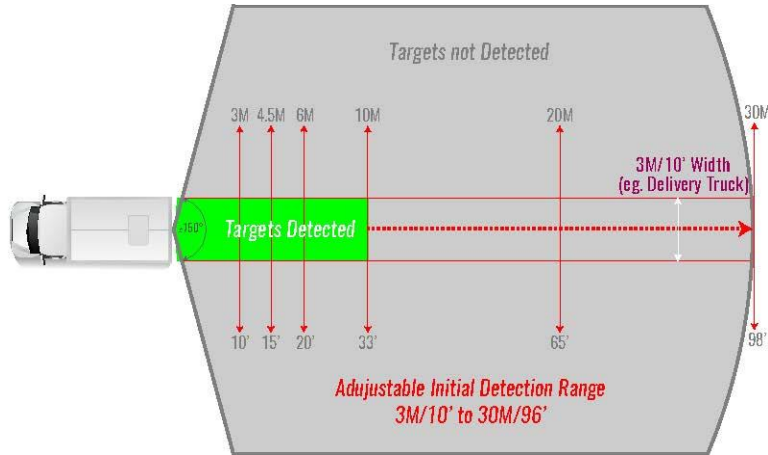 Targets not Detected
3M 4.5M 6M 10M 20M 30M
3M/10' Width
(eg. Delivery Truck)
±150° Targets Detected
10' 15' 20' 33' 65' 98'
Adujustable Initial Detection Range
3M/10' to 30M/96'